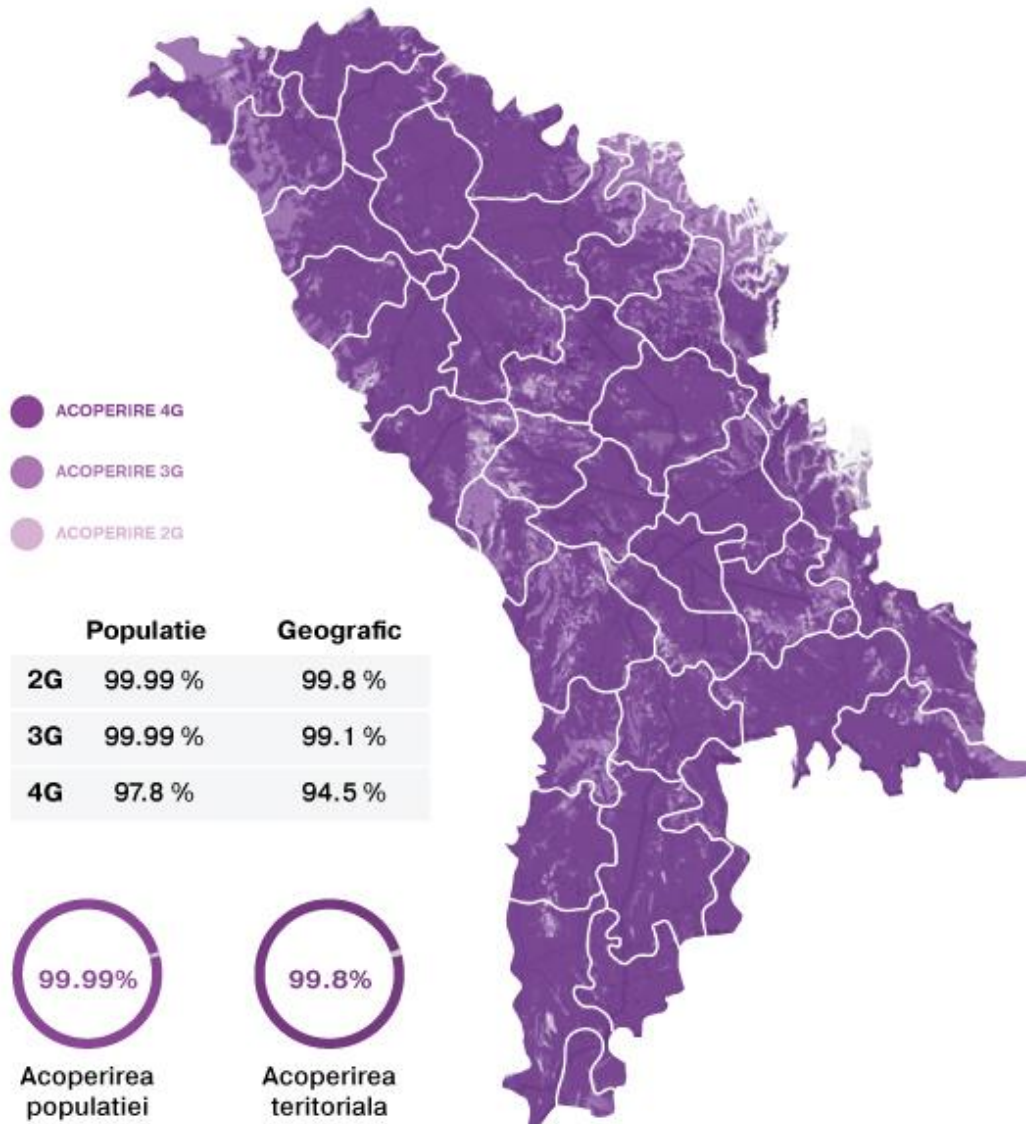 ACOPERIRE 4G
ACOPERIRE 3G
ACOPERIRE 2G
Populatie Geografic
2G 99.99 % 99.8 %
3G 99.99 % 99.1 %
4G 97.8 % 94.5 %
99.99%
Acoperirea
populatiei
99.8%
Acoperirea
teritoriala